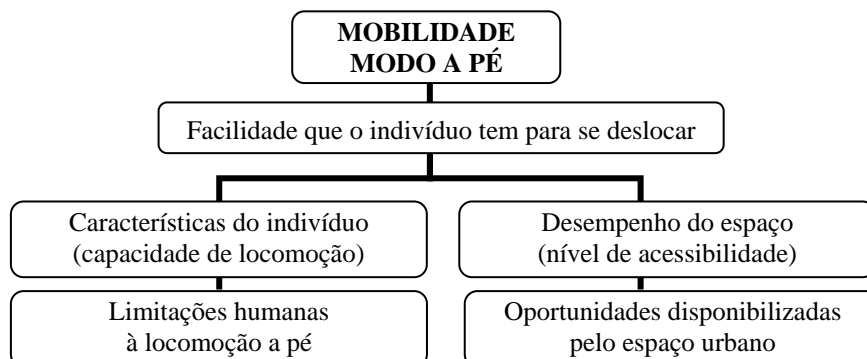 MOBILIDADE
MODO A PÉ
Facilidade que o indivíduo tem para se deslocar
Características do indivíduo
(capacidade de locomoção)
Desempenho do espaço
(nível de acessibilidade)
Limitações humanas
à locomoção a pé
Oportunidades disponibilizadas
pelo espaço urbano